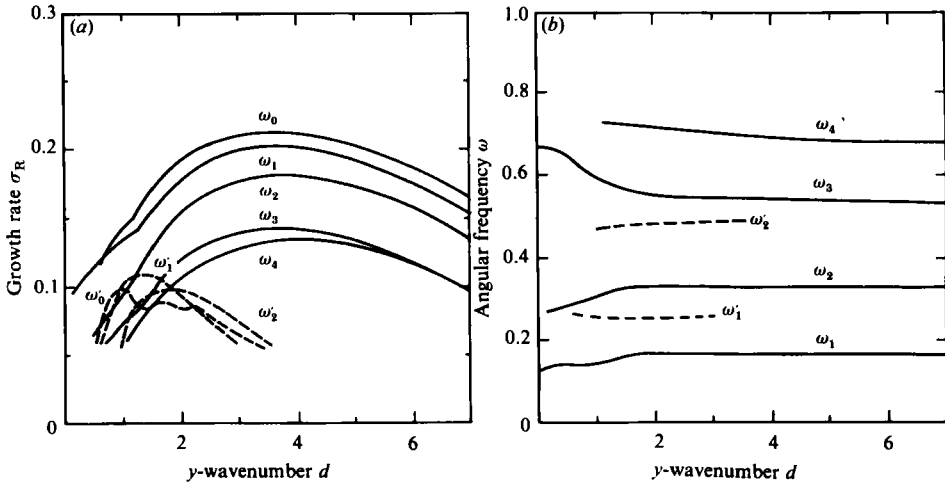 0.3
(a)
ω0
0.2
ω1
ω2
ω3
ω4
0.1
ω′1
ω′0
ω′2
0
2
4
6
Growth rate σR
y-wavenumber d
1.0
(b)
0.8
ω4
0.6
ω3
ω′2
0.4
ω2
ω′1
0.2
ω1
0
2
4
6
Angular frequency ω
y-wavenumber d